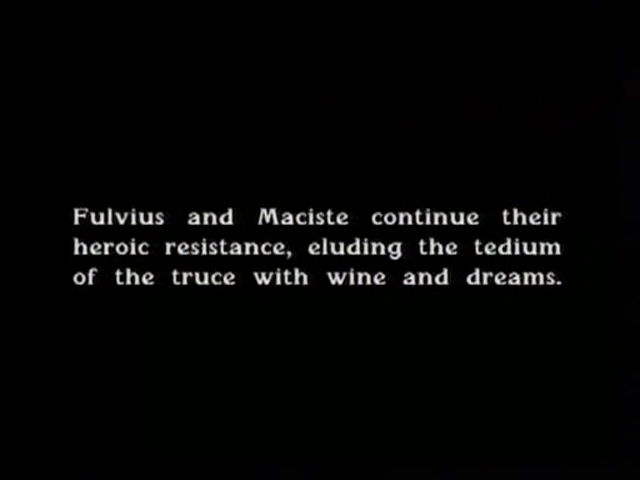 Fulvius and Maciste continue their
heroic resistance, eluding the tedium
of the truce with wine and dreams.